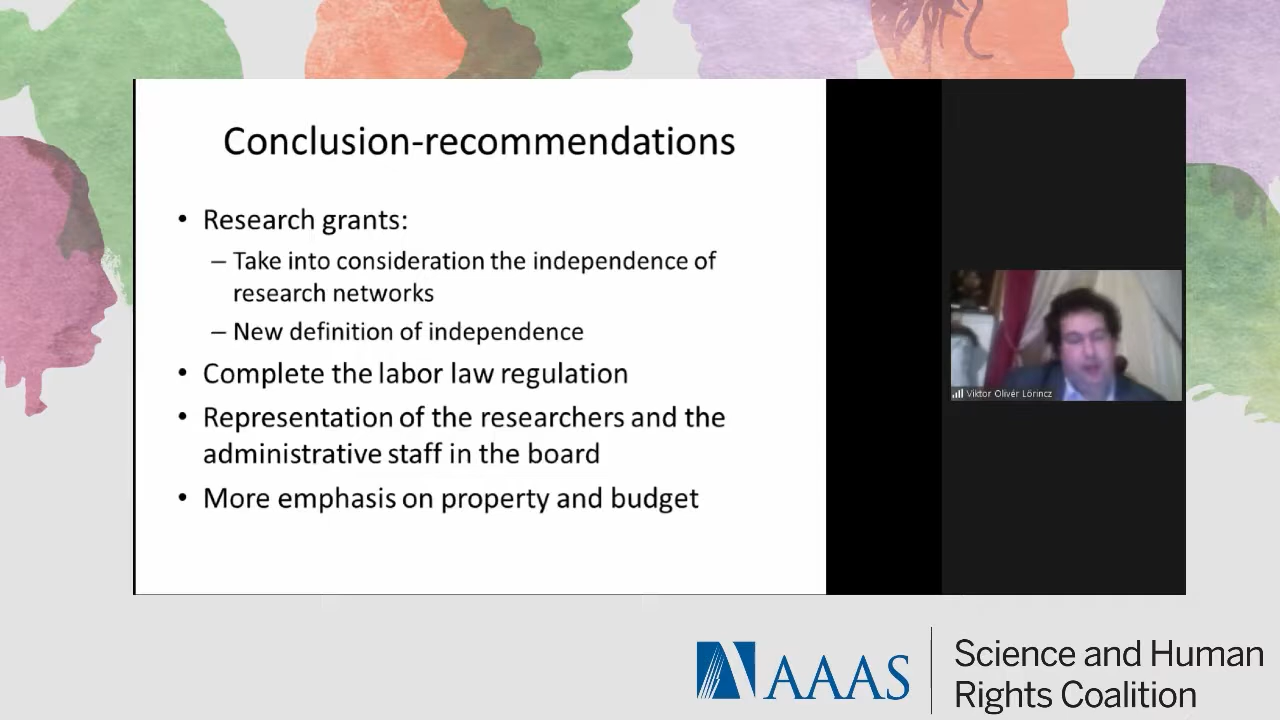 Conclusion-recommendations
• Research grants:
– Take into consideration the independence of
research networks
– New definition of independence
• Complete the labor law regulation
• Representation of the researchers and the
administrative staff in the board
• More emphasis on property and budget
Viktor Olivér Lőrincz
AAAS
Science and Human
Rights Coalition